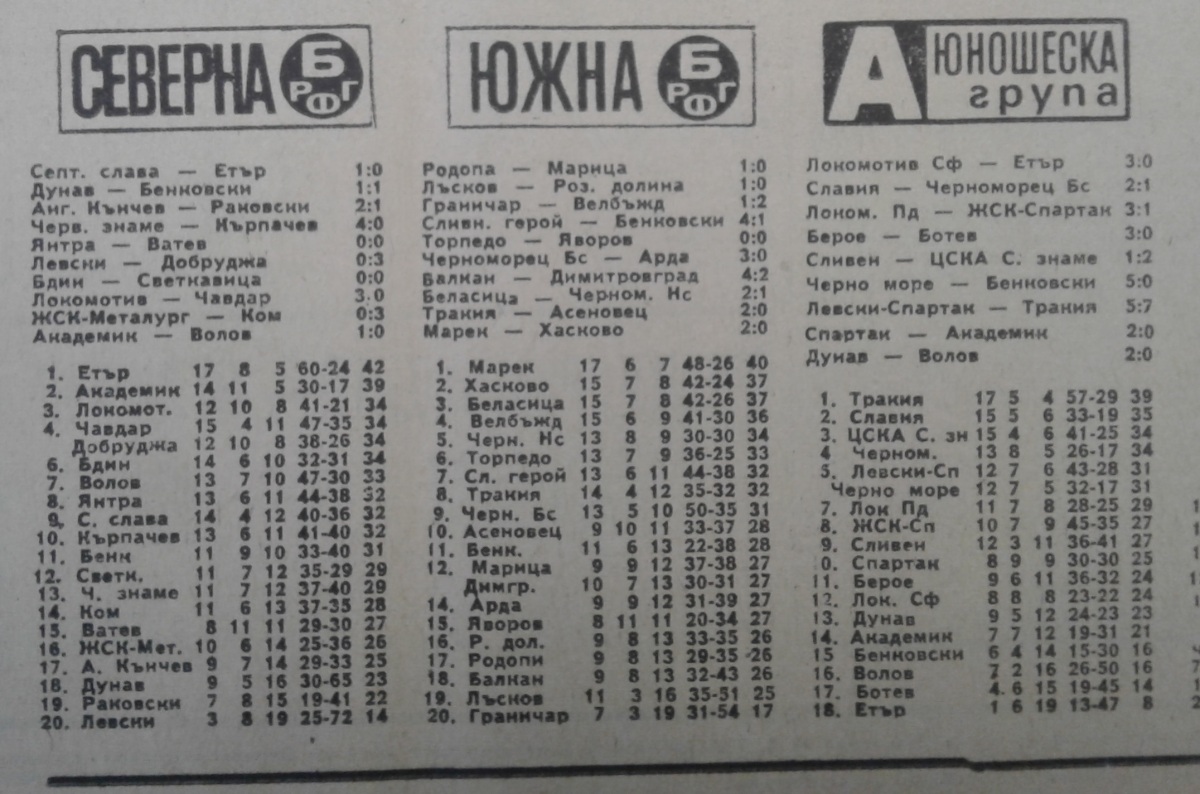 СЕВЕРНА Б РФГ
Септ. слава — Етър 1:0
Дунав — Бенковски 1:1
Анг. Кънчев — Раковски 2:1
Черв. знаме — Кърпачев 4:0
Янтра — Ватев 0:0
Левски — Добруджа 0:3
Бдин — Светкавица 0:0
Локомотив — Чавдар 3:0
ЖСК-Металург — Ком 0:3
Академик — Волов 1:0
1. Етър 17 8 5 60-24 42
2. Академик 14 11 5 30-17 39
3. Локомот. 12 10 8 41-21 34
4. Чавдар 15 4 11 47-35 34
Добруджа 12 10 8 38-26 34
6. Бдин 14 6 10 32-31 34
7. Волов 13 7 10 47-30 33
8. Янтра 13 6 11 44-38 32
9. С. слава 14 4 12 40-36 32
10. Кърпачев 13 6 11 41-40 32
11. Бенк 11 9 10 33-40 31
12. Светк. 11 7 12 35-29 29
13. Ч. знаме 11 7 12 37-40 29
14. Ком 11 6 13 37-35 28
15. Ватев 8 11 11 29-30 27
16. ЖСК-Мет. 10 6 14 25-36 26
17. А. Кънчев 9 7 14 29-33 25
18. Дунав 9 5 16 30-65 23
19. Раковски 7 8 15 19-41 22
20. Левски 3 8 19 25-72 14
ЮЖНА Б РФГ
Родопа — Марица 1:0
Лъсков — Роз. долина 1:0
Граничар — Велбъжд 1:2
Сливн. герой — Бенковски 4:1
Торпедо — Яворов 0:0
Черноморец Бс — Арда 3:0
Валкан — Димитровград 4:2
Беласица — Черном. Нс 2:1
Тракия — Асеновец 2:0
Марек — Хасково 2:0
1. Марек 17 6 7 48-26 40
2. Хасково 15 7 8 42-24 37
3. Беласица 15 7 8 42-26 37
4. Велбъжд 15 6 9 41-30 36
5. Черн. Нс 13 8 9 30-30 34
6. Торпедо 13 7 9 36-25 33
7. Сл. герой 13 6 11 44-38 32
8. Тракия 14 4 12 35-32 32
9. Черн. Бс 13 5 10 50-35 31
10. Асеновец 9 10 11 33-37 28
11. Бенк. 11 6 13 22-38 28
12. Марица 9 9 12 37-38 27
Димгр. 10 7 13 30-31 27
14. Арда 9 9 12 31-39 27
15. Яворов 8 11 11 20-34 27
16. Р. дол. 9 8 13 33-35 26
17. Родопи 9 8 13 29-35 26
18. Балкан 9 8 13 32-43 26
19. Лъсков 11 3 16 35-51 25
20. Граничар 7 3 19 31-54 17
А ЮНОШЕСКА
група
Локомотив Сф — Етър 3:0
Славия — Черноморец Бс 2:1
Локом. Пд — ЖСК-Спартак 3:1
Берое — Ботев 3:0
Сливен — ЦСКА С. знаме 1:2
Черно море — Бенковски 5:0
Левски-Спартак — Тракия 5:7
Спартак — Академик 2:0
Дунав — Волов 2:0
1. Тракия 17 5 4 57-29 39
2. Славия 15 5 6 33-19 35
3. ЦСКА С. зн 15 4 6 41-25 34
4. Черном. 13 8 5 26-17 34
5. Левски-Сп 12 7 6 43-28 31
Черно море 12 7 5 32-17 31
7. Лок Пд 11 7 8 28-25 29
8. ЖСК-Сп 10 7 9 45-35 27
9. Сливен 12 3 11 36-41 27
0. Спартак 8 9 9 30-30 25
11. Берое 9 6 11 36-32 24
12. Лок. Сф 8 8 8 23-22 24
13. Дунав 9 5 12 24-23 23
14. Академик 7 7 12 19-31 21
15 Бенковски 6 4 14 15-30 16
16. Волов 7 2 16 26-50 16
17. Ботев 4 6 15 19-45 14
18. Етър 1 6 19 13-47 8